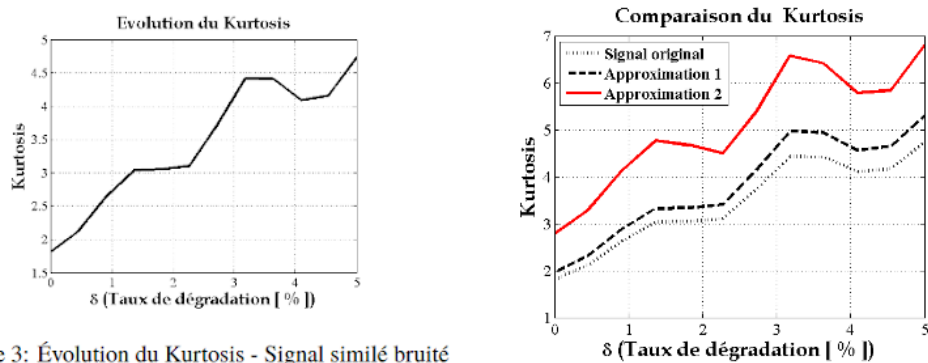 Evolution du Kurtosis
5
4.5
4
3.5
3
2.5
2
1.5
Kurtosis
0 1 2 3 4 5
δ (Taux de dégradation [ % ])
e 3: Évolution du Kurtosis - Signal similé bruité
Comparaison du Kurtosis
7
6
5
4
3
2
1
Kurtosis
Signal original
Approximation 1
Approximation 2
0 1 2 3 4 5
δ (Taux de dégradation [ % ])